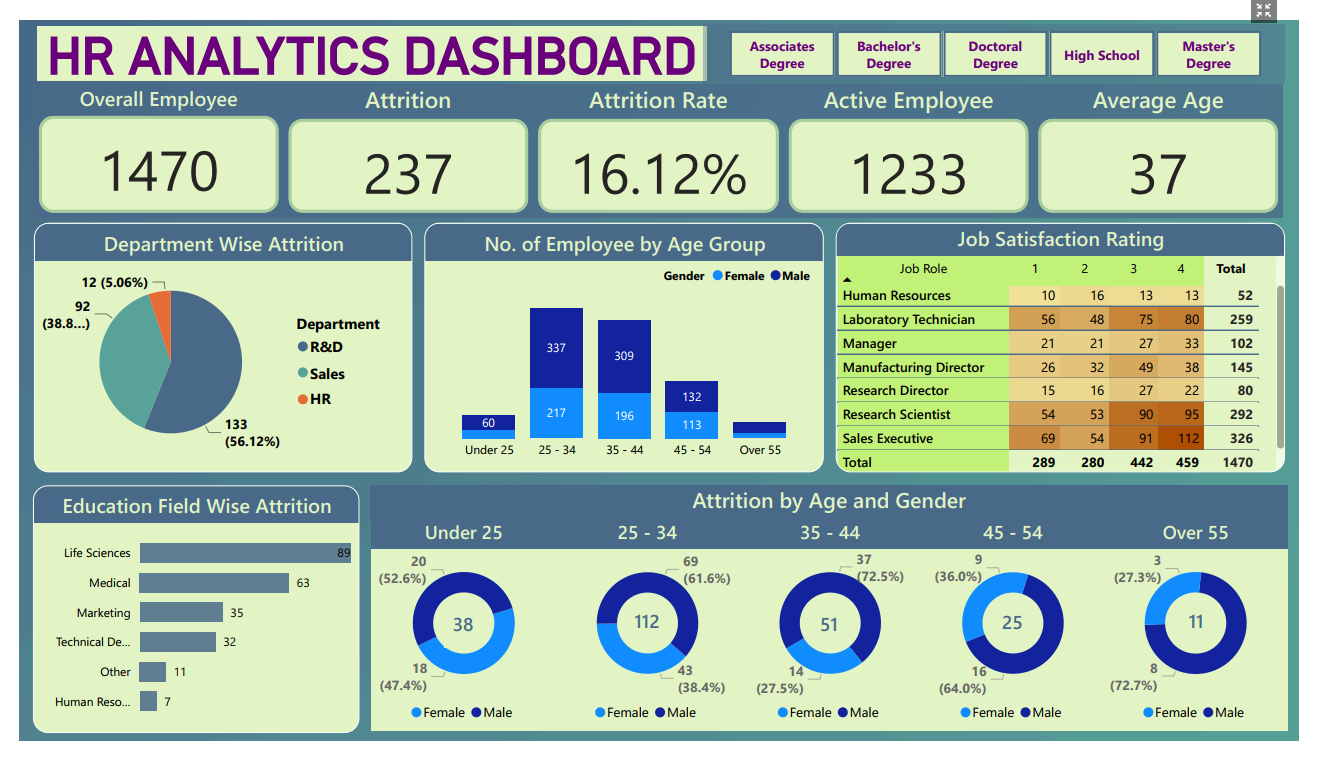 HR ANALYTICS DASHBOARD
Associates
Degree
Bachelor's
Degree
Doctoral
Degree
High School
Master's
Degree
Overall Employee
Attrition
Attrition Rate
Active Employee
Average Age
1470
237
16.12%
1233
37
Department Wise Attrition
12 (5.06%)
92
(38.8...)
133
(56.12%)
Department
R&D
Sales
HR
No. of Employee by Age Group
Gender Female Male
60
337
217
309
196
132
113
Under 25 25 - 34 35 - 44 45 - 54 Over 55
Job Satisfaction Rating
Job Role 1 2 3 4 Total
Human Resources 10 16 13 13 52
Laboratory Technician 56 48 75 80 259
Manager 21 21 27 33 102
Manufacturing Director 26 32 49 38 145
Research Director 15 16 27 22 80
Research Scientist 54 53 90 95 292
Sales Executive 69 54 91 112 326
Total 289 280 442 459 1470
Education Field Wise Attrition
Life Sciences 89
Medical 63
Marketing 35
Technical De... 32
Other 11
Human Reso... 7
Attrition by Age and Gender
Under 25
20
(52.6%)
38
18
(47.4%)
Female Male
25 - 34
69
(61.6%)
112
43
(38.4%)
Female Male
35 - 44
37
(72.5%)
51
14
(27.5%)
Female Male
45 - 54
9
(36.0%)
25
16
(64.0%)
Female Male
Over 55
3
(27.3%)
11
8
(72.7%)
Female Male